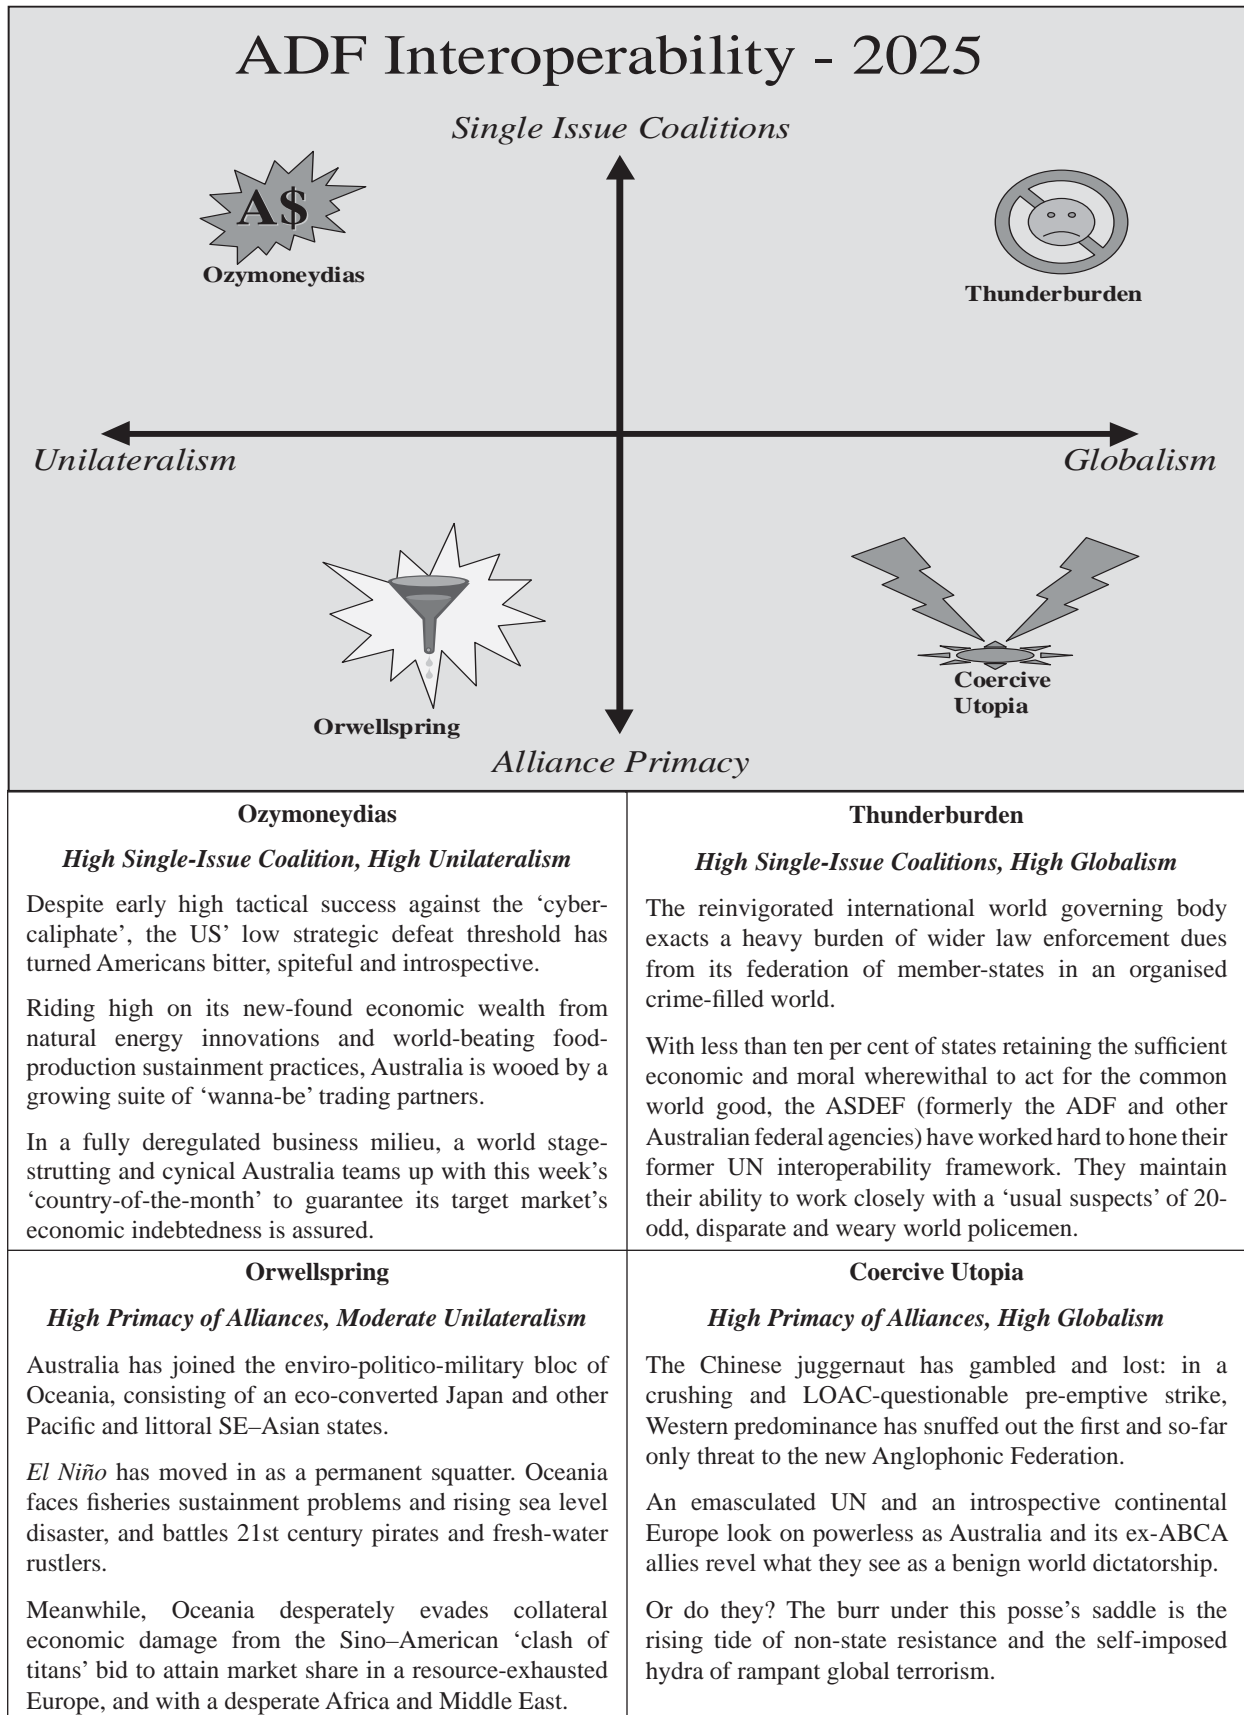 ADF Interoperability - 2025
Single Issue Coalitions
A$
Ozymoneydias
Thunderburden
Unilateralism
Globalism
Orwellspring
Coercive
Utopia
Alliance Primacy
Ozymoneydias
High Single-Issue Coalition, High Unilateralism
Despite early high tactical success against the ‘cyber-
caliphate’, the US’ low strategic defeat threshold has
turned Americans bitter, spiteful and introspective.
Riding high on its new-found economic wealth from
natural energy innovations and world-beating food-
production sustainment practices, Australia is wooed by a
growing suite of ‘wanna-be’ trading partners.
In a fully deregulated business milieu, a world stage-
strutting and cynical Australia teams up with this week’s
‘country-of-the-month’ to guarantee its target market’s
economic indebtedness is assured.
Thunderburden
High Single-Issue Coalitions, High Globalism
The reinvigorated international world governing body
exacts a heavy burden of wider law enforcement dues
from its federation of member-states in an organised
crime-filled world.
With less than ten per cent of states retaining the sufficient
economic and moral wherewithal to act for the common
world good, the ASDEF (formerly the ADF and other
Australian federal agencies) have worked hard to hone their
former UN interoperability framework. They maintain
their ability to work closely with a ‘usual suspects’ of 20-
odd, disparate and weary world policemen.
Orwellspring
High Primacy of Alliances, Moderate Unilateralism
Australia has joined the enviro-politico-military bloc of
Oceania, consisting of an eco-converted Japan and other
Pacific and littoral SE–Asian states.
El Niño has moved in as a permanent squatter. Oceania
faces fisheries sustainment problems and rising sea level
disaster, and battles 21st century pirates and fresh-water
rustlers.
Meanwhile, Oceania desperately evades collateral
economic damage from the Sino–American ‘clash of
titans’ bid to attain market share in a resource-exhausted
Europe, and with a desperate Africa and Middle East.
Coercive Utopia
High Primacy of Alliances, High Globalism
The Chinese juggernaut has gambled and lost: in a
crushing and LOAC-questionable pre-emptive strike,
Western predominance has snuffed out the first and so-far
only threat to the new Anglophonic Federation.
An emasculated UN and an introspective continental
Europe look on powerless as Australia and its ex-ABCA
allies revel what they see as a benign world dictatorship.
Or do they? The burr under this posse’s saddle is the
rising tide of non-state resistance and the self-imposed
hydra of rampant global terrorism.